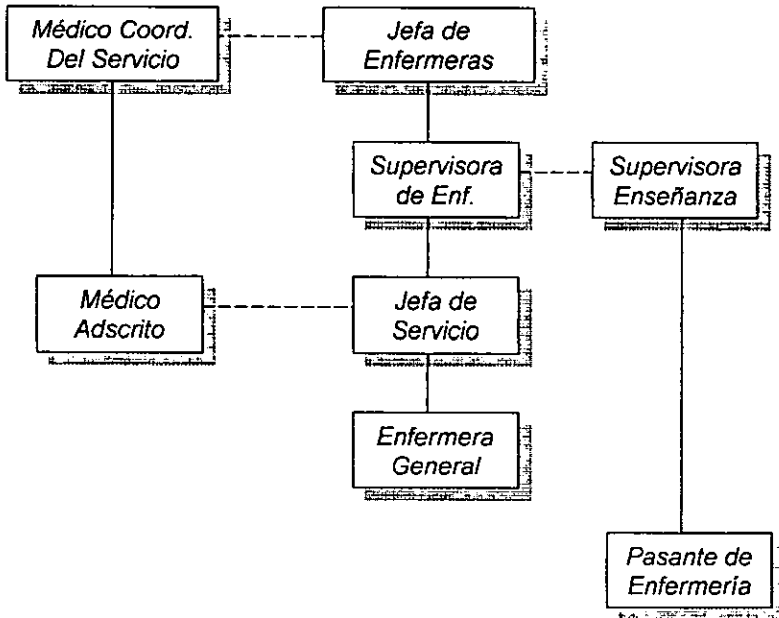 Médico Coord.
Del Servicio
Jefa de
Enfermeras
Supervisora
de Enf.
Supervisora
Enseñanza
Médico
Adscrito
Jefa de
Servicio
Enfermera
General
Pasante de
Enfermería